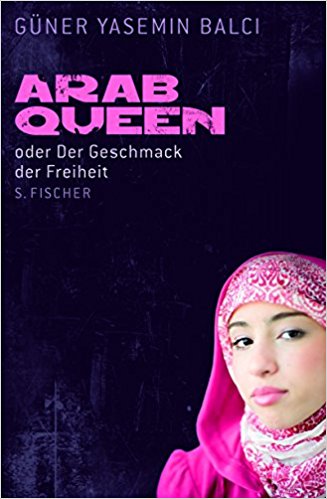 GÜNER YASEMIN BALCI
ARAB
QUEEN
oder Der Geschmack
der Freiheit
S. FISCHER